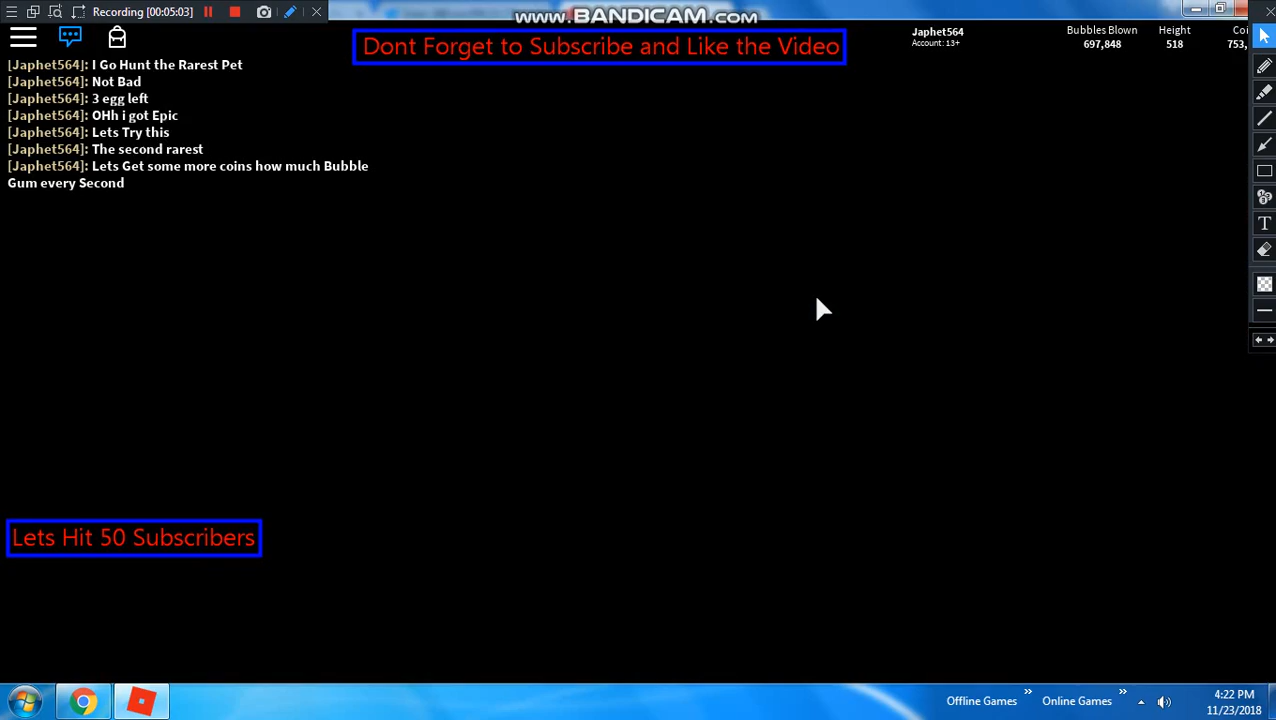 Recording [00:05:03]
www.BANDICAM.com
Dont Forget to Subscribe and Like the Video
Japhet564
Account: 13+
Bubbles Blown
697,848
Height
518
Coi
753,
[Japhet564]: I Go Hunt the Rarest Pet
[Japhet564]: Not Bad
[Japhet564]: 3 egg left
[Japhet564]: OHh i got Epic
[Japhet564]: Lets Try this
[Japhet564]: The second rarest
[Japhet564]: Lets Get some more coins how much Bubble
Gum every Second
Lets Hit 50 Subscribers
Offline Games
Online Games
4:22 PM
11/23/2018